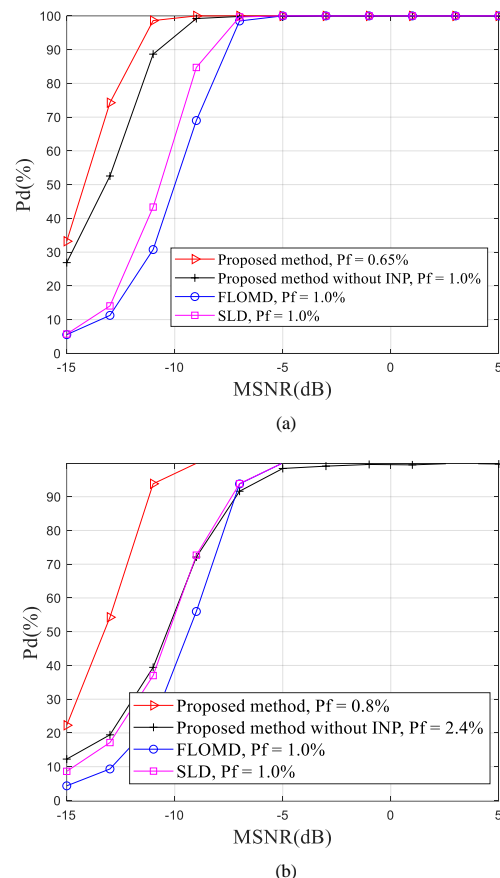 100
90
80
70
60
50
40
30
20
10
0
Pd(%)
Proposed method, Pf = 0.65%
Proposed method without INP, Pf = 1.0%
FLOMD, Pf = 1.0%
SLD, Pf = 1.0%
-15 -10 -5 0 5
MSNR(dB)
(a)
90
80
70
60
50
40
30
20
10
0
Pd(%)
Proposed method, Pf = 0.8%
Proposed method without INP, Pf = 2.4%
FLOMD, Pf = 1.0%
SLD, Pf = 1.0%
-15 -10 -5 0 5
MSNR(dB)
(b)